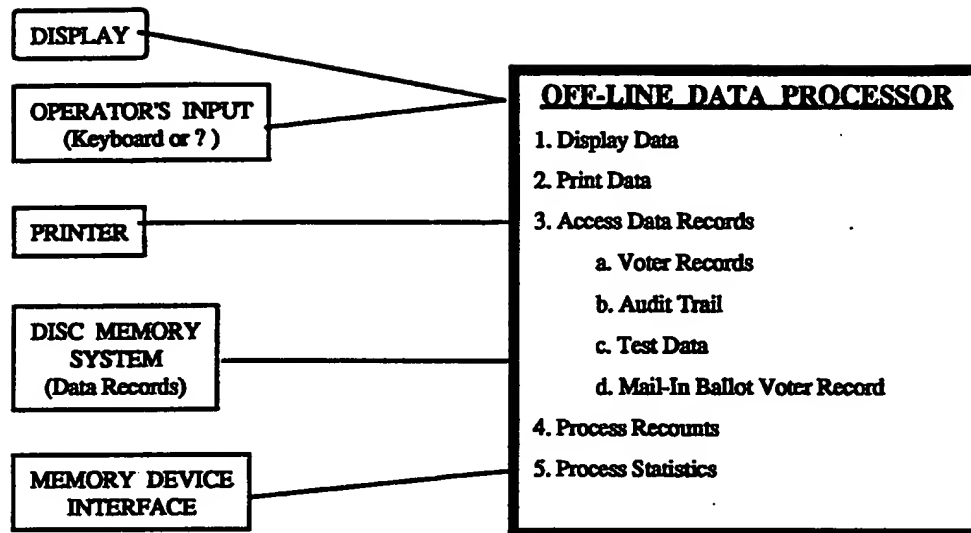 DISPLAY
OPERATOR'S INPUT
(Keyboard or ? )
PRINTER
DISC MEMORY
SYSTEM
(Data Records)
MEMORY DEVICE
INTERFACE
OFF-LINE DATA PROCESSOR
1. Display Data
2. Print Data
3. Access Data Records
a. Voter Records
b. Audit Trail
c. Test Data
d. Mail-In Ballot Voter Record
4. Process Recounts
5. Process Statistics